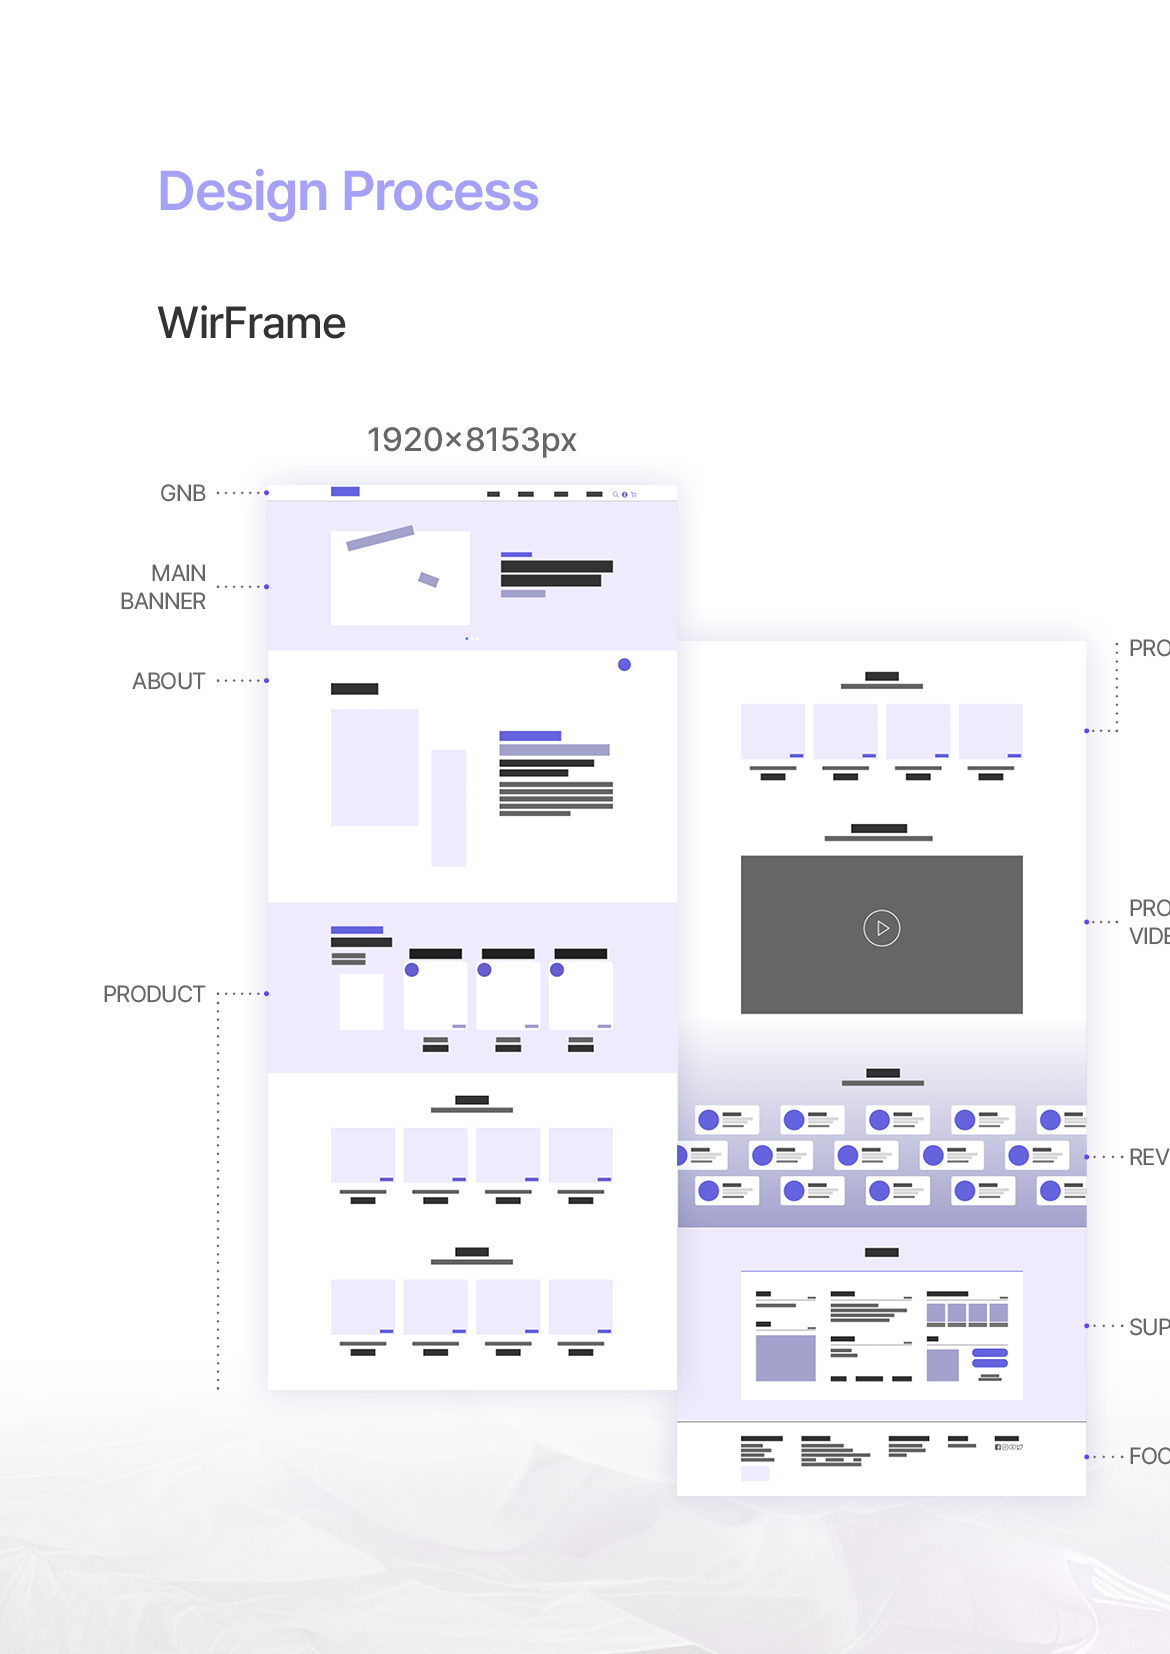 Design Process
WirFrame
1920×8153px
GNB
MAIN
BANNER
ABOUT
PRODUCT
PRO
PRO
VIDE
REV
SUP
FOO